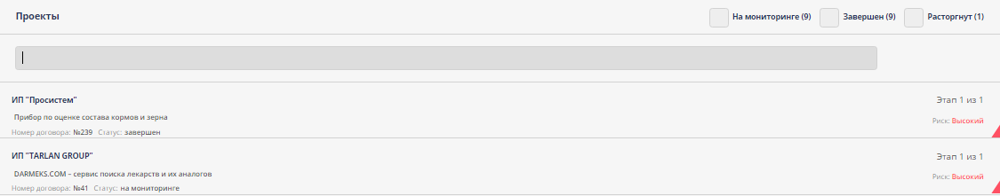 Проекты
На мониторинге (9) Завершен (9) Расторгнут (1)
ИП "Просистем" Этап 1 из 1
Прибор по оценке состава кормов и зерна Риск: Высокий
Номер договора: №239 Статус: завершен
ИП "TARLAN GROUP" Этап 1 из 1
DARMEKS.COM – сервис поиска лекарств и их аналогов Риск: Высокий
Номер договора: №41 Статус: на мониторинге